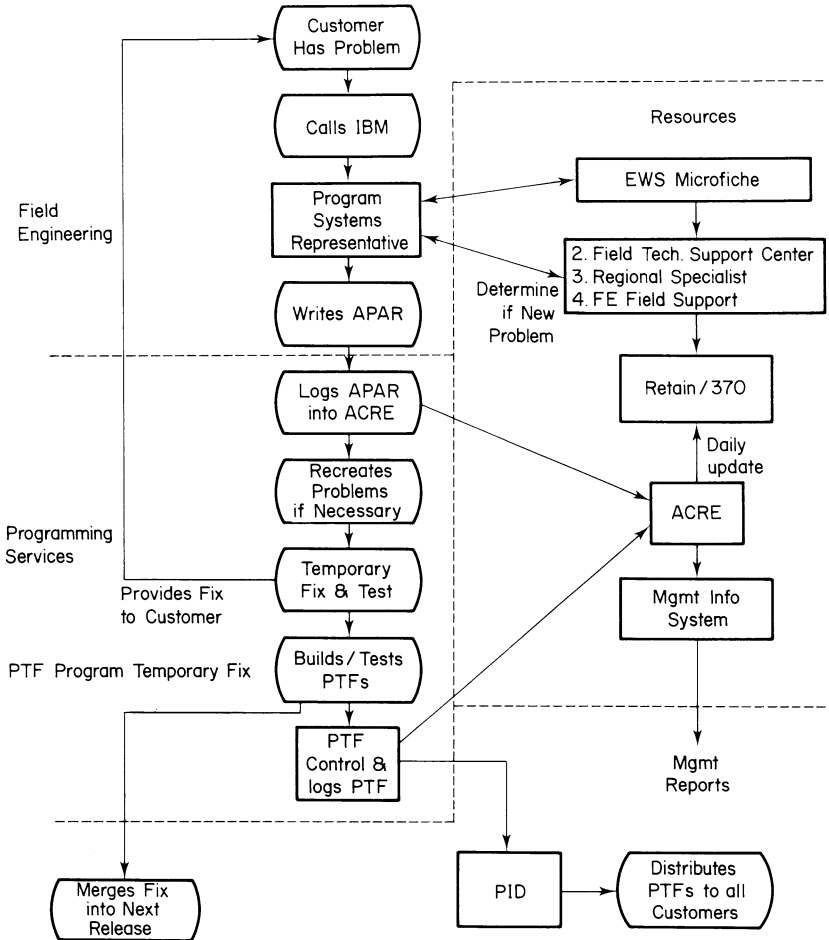 Customer
Has Problem
Calls IBM
Resources
Program
Systems
Representative
EWS Microfiche
Field
Engineering
2. Field Tech. Support Center
3. Regional Specialist
4. FE Field Support
Determine
if New
Problem
Writes APAR
Logs APAR
into ACRE
Retain/370
Daily
update
Recreates
Problems
if Necessary
ACRE
Programming
Services
Temporary
Fix & Test
Provides Fix
to Customer
Mgmt Info
System
PTF Program Temporary Fix
Builds/Tests
PTFs
PTF
Control &
logs PTF
Mgmt
Reports
Merges Fix
into Next
Release
PID
Distributes
PTFs to all
Customers